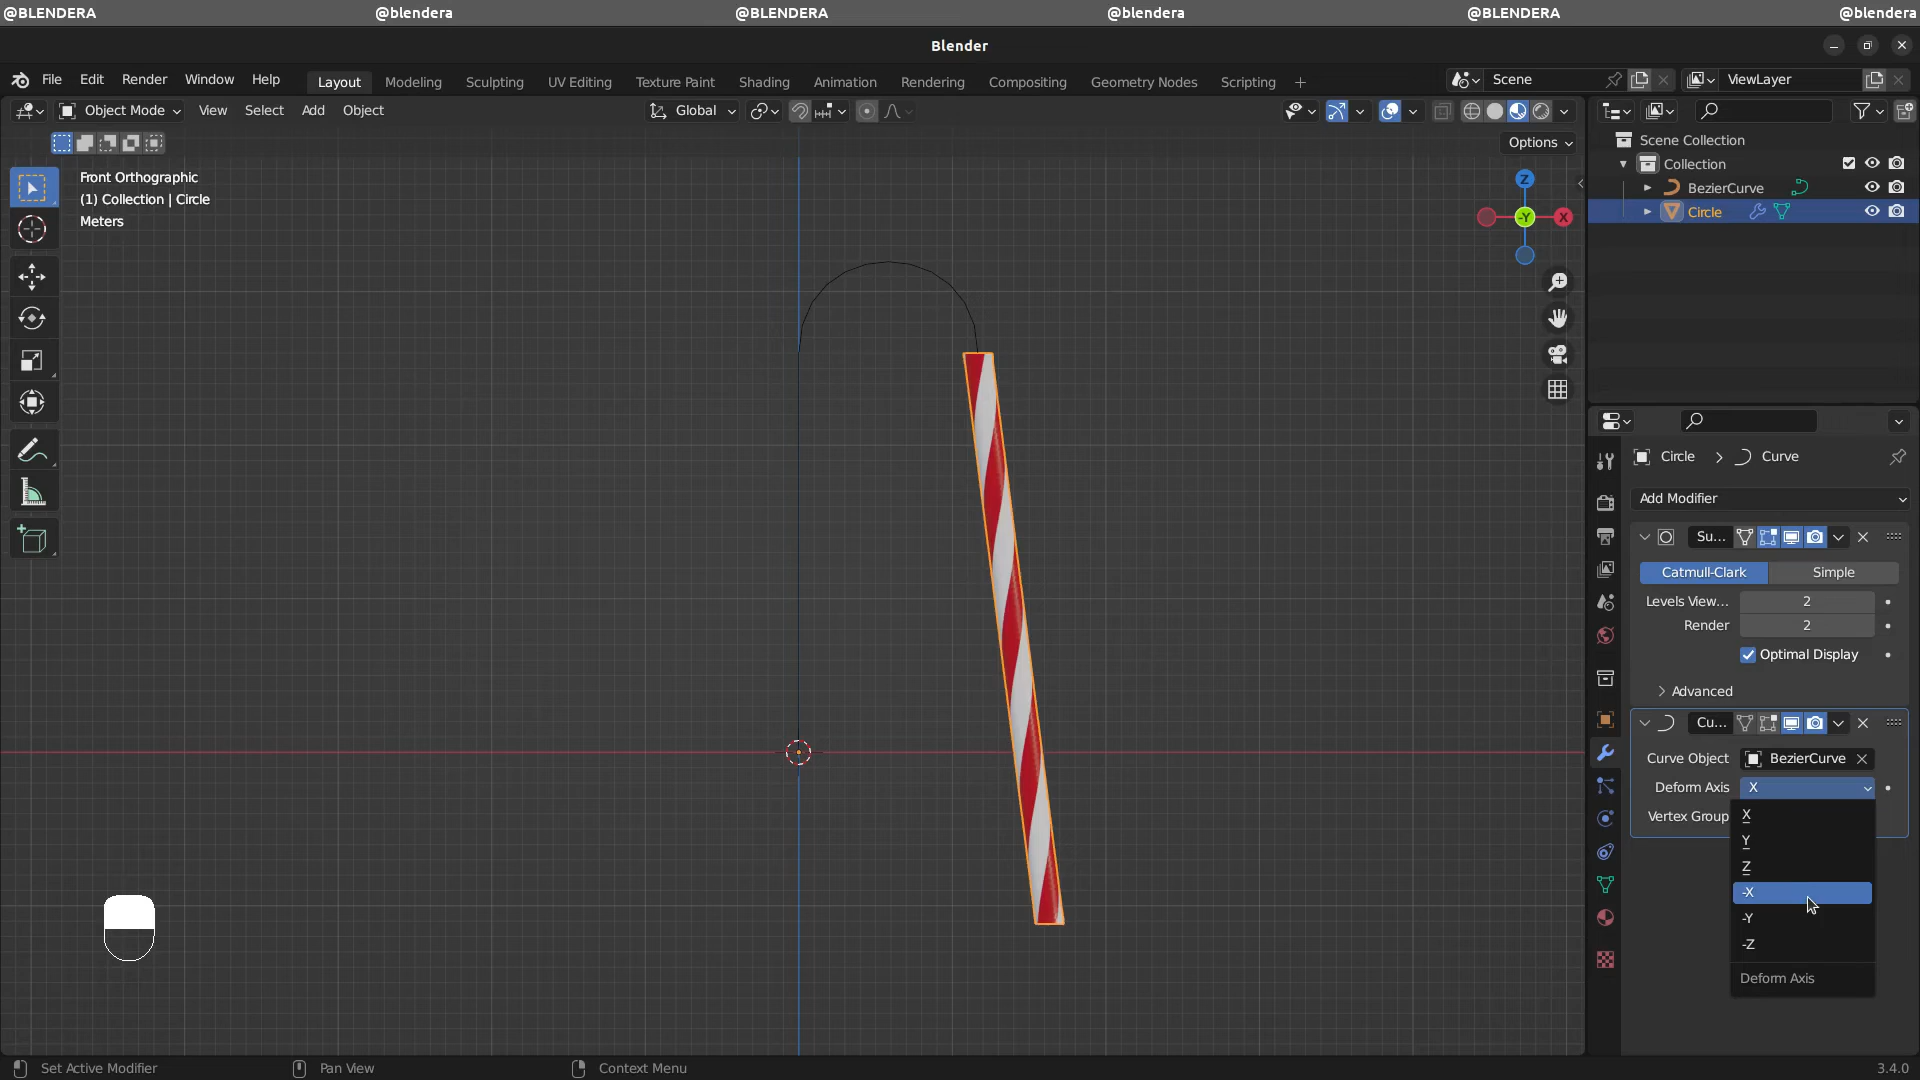 @BLENDERA @blendera @BLENDERA @blendera @BLENDERA @blendera
Blender
File Edit Render Window Help Layout Modeling Sculpting UV Editing Texture Paint Shading Animation Rendering Compositing Geometry Nodes Scripting + Scene ViewLayer
Object Mode View Select Add Object Global
Options
Front Orthographic
(1) Collection | Circle
Meters
Z
-Y
X
Scene Collection
Collection
BezierCurve
Circle
Circle > Curve
Add Modifier
Su...
Catmull-Clark Simple
Levels View... 2
Render 2
Optimal Display
Advanced
Cu...
Curve Object BezierCurve
Deform Axis X
Vertex Group
X
Y
Z
-X
-Y
-Z
Deform Axis
Set Active Modifier Pan View Context Menu 3.4.0